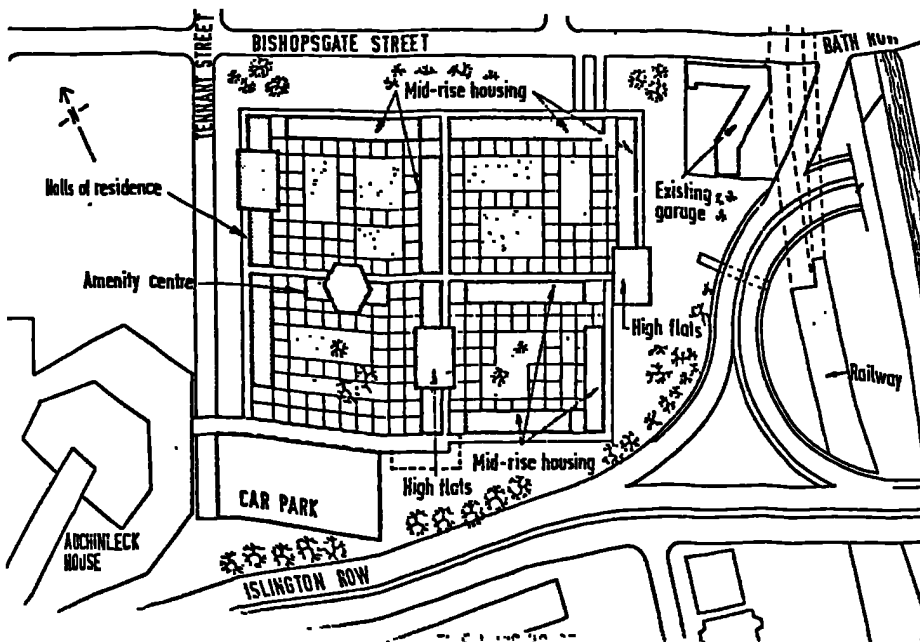 TENNANT STREET
BISHOPSGATE STREET
BATH ROW
Mid-rise housing
Halls of residence
Existing
garage
Amenity centre
High flats
Railway
Mid-rise housing
High flats
CAR PARK
AUCHINLECK
HOUSE
ISLINGTON ROW